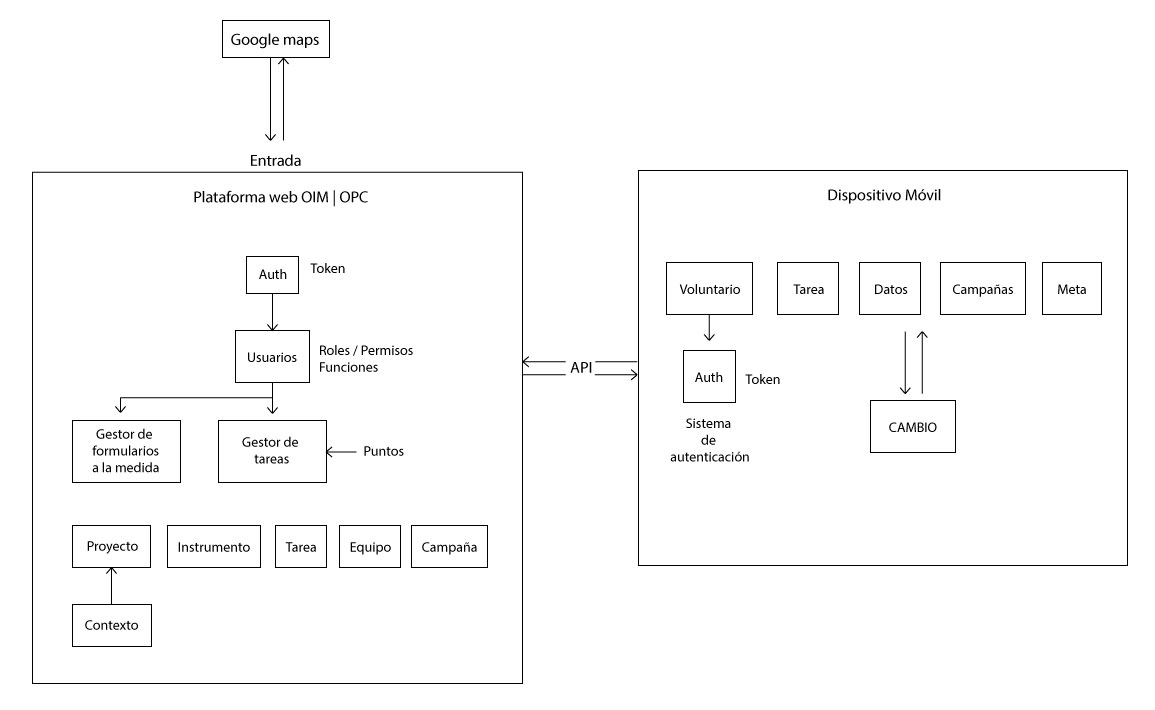 Google maps
Entrada
Plataforma web OIM | OPC
Auth
Token
Usuarios
Roles / Permisos
Funciones
Gestor de
formularios
a la medida
Gestor de
tareas
Puntos
Proyecto
Instrumento
Tarea
Equipo
Campaña
Contexto
API
Dispositivo Móvil
Voluntario
Tarea
Datos
Campañas
Meta
Auth
Token
Sistema
de
autenticación
CAMBIO